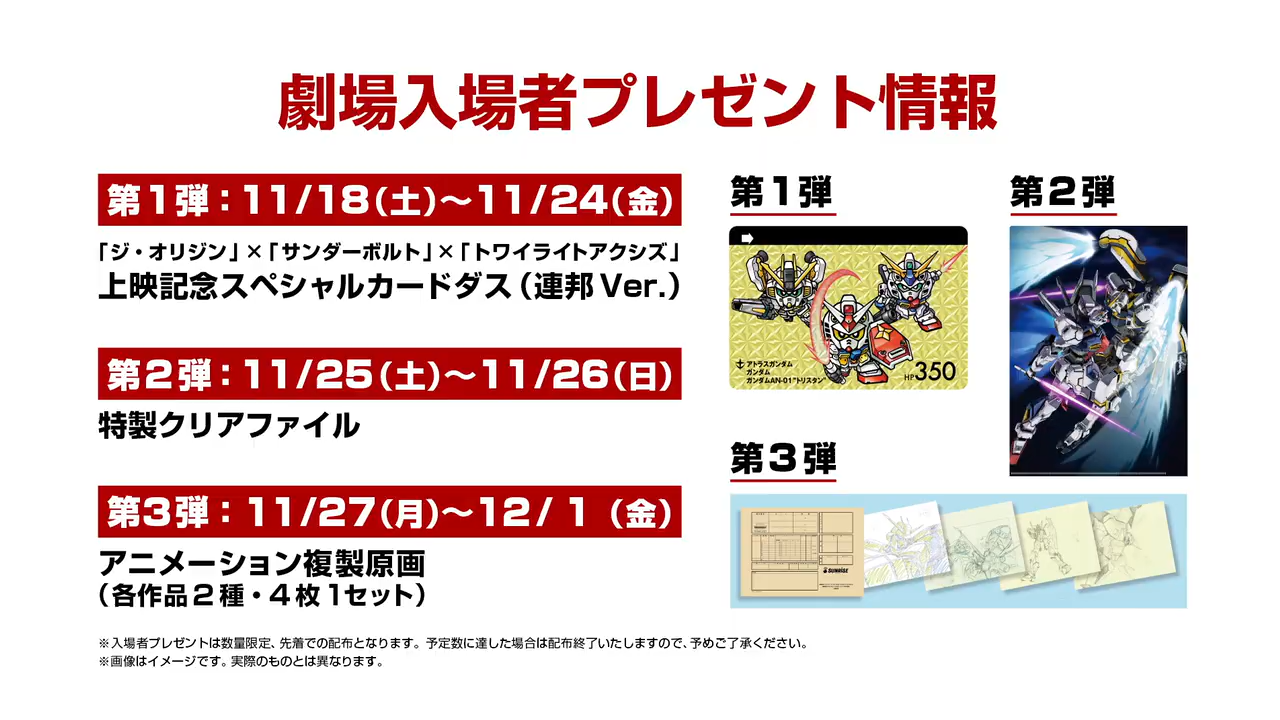 劇場入場者プレゼント情報
第1弾：11/18(土)～11/24(金)
「ジ・オリジン」×「サンダーボルト」×「トワイライトアクシズ」
上映記念スペシャルカードダス（連邦Ver.）
第2弾：11/25(土)～11/26(日)
特製クリアファイル
第3弾：11/27(月)～12/1（金）
アニメーション複製原画
（各作品2種・4枚1セット）
※入場者プレゼントは数量限定、先着での配布となります。予定数に達した場合は配布終了いたしますので、予めご了承ください。
※画像はイメージです。実際のものとは異なります。
第1弾
アトラスガンダム
ガンダム
ガンダムAN-01"トリスタン"
HP350
第2弾
第3弾
SUNRISE